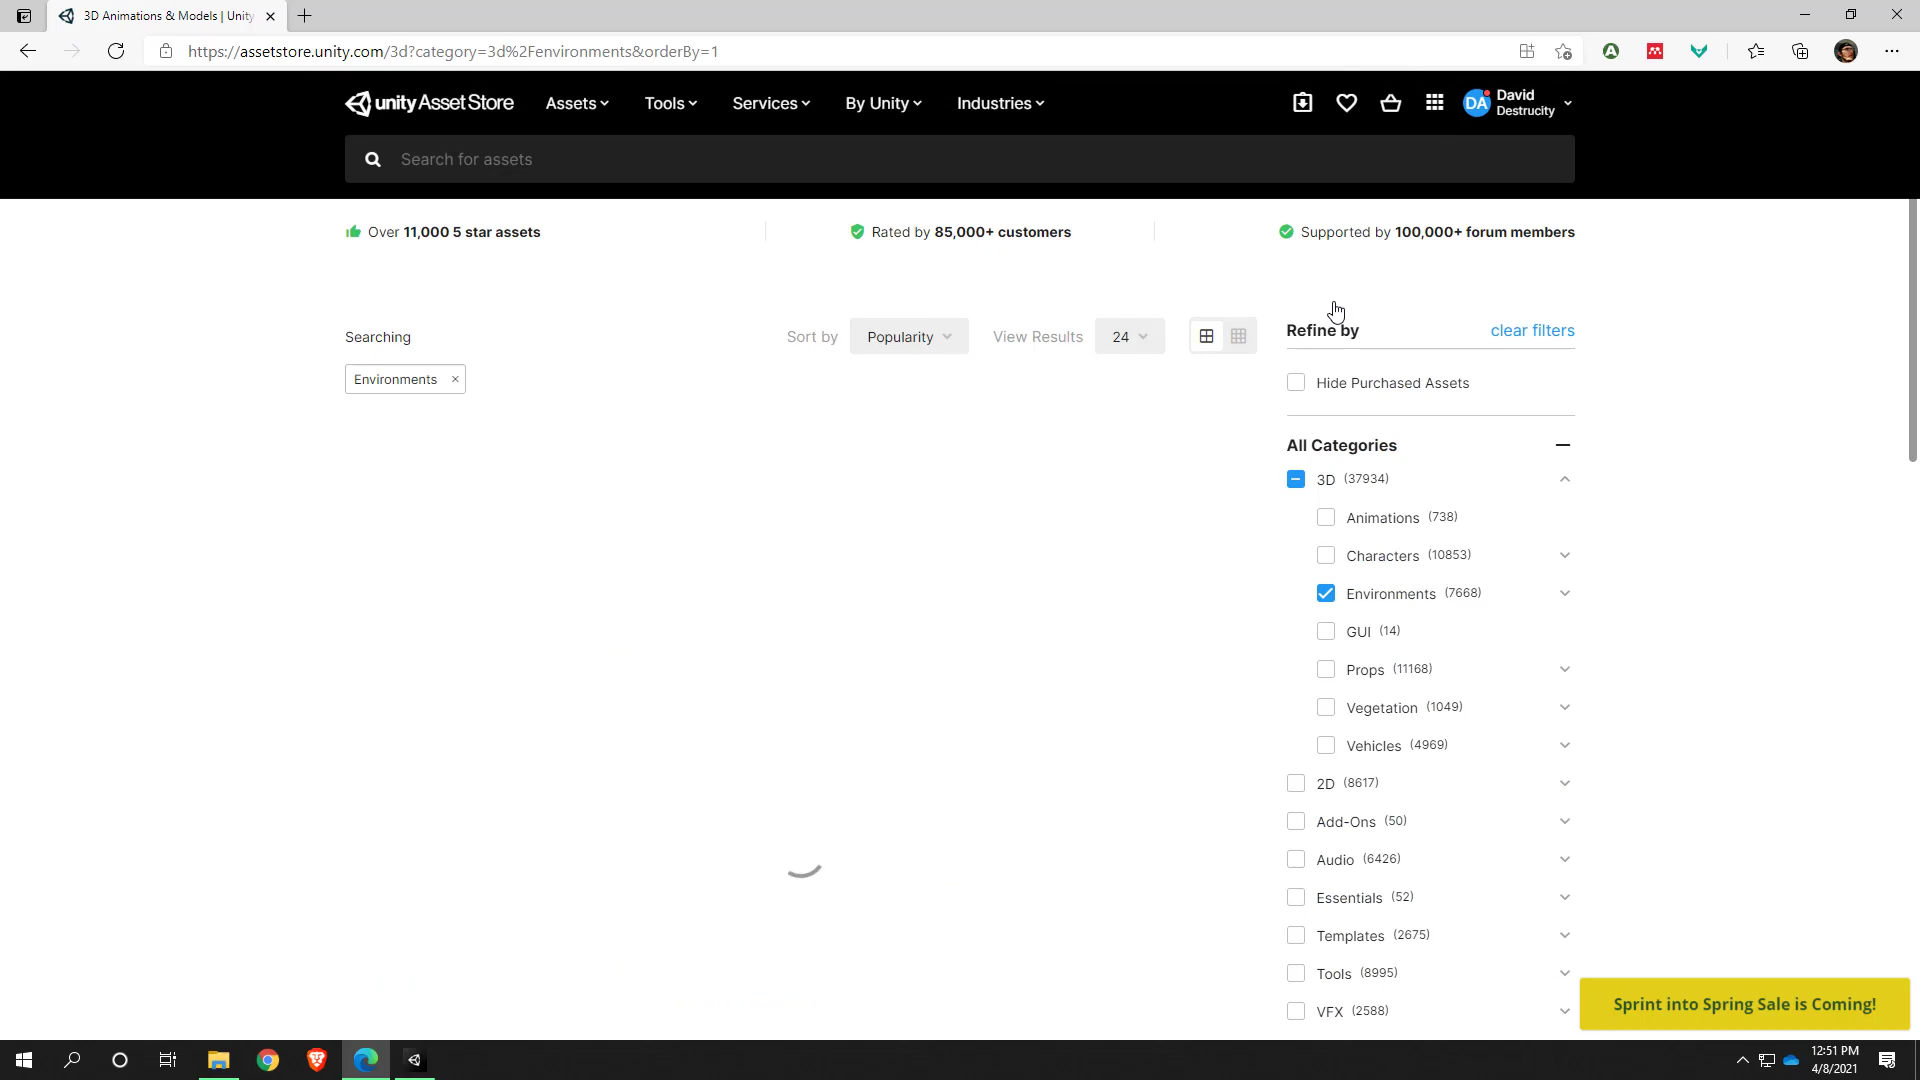 3D Animations & Models | Unity
https://assetstore.unity.com/3d?category=3d%2Fenvironments&orderBy=1
unity Asset Store
Assets
Tools
Services
By Unity
Industries
DA
David
Destrucity
Search for assets
Over 11,000 5 star assets
Rated by 85,000+ customers
Supported by 100,000+ forum members
Searching
Sort by
Popularity
View Results
24
Refine by
clear filters
Environments ×
Hide Purchased Assets
All Categories
3D (37934)
Animations (738)
Characters (10853)
Environments (7668)
GUI (14)
Props (11168)
Vegetation (1049)
Vehicles (4969)
2D (8617)
Add-Ons (50)
Audio (6426)
Essentials (52)
Templates (2675)
Tools (8995)
VFX (2588)
Sprint into Spring Sale is Coming!
12:51 PM
4/8/2021